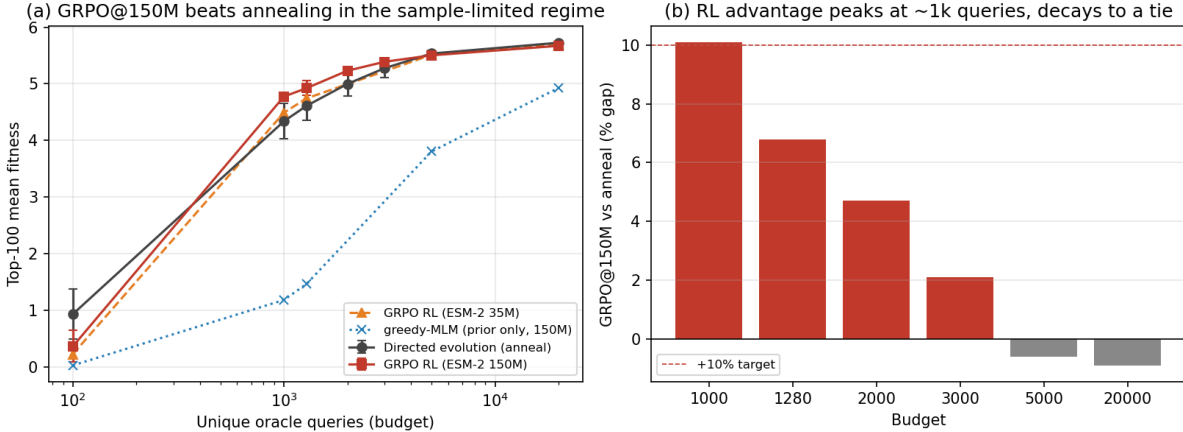 (a) GRPO@150M beats annealing in the sample-limited regime
6
5
4
3
2
1
0
Top-100 mean fitness
10²
10³
10⁴
Unique oracle queries (budget)
GRPO RL (ESM-2 35M)
greedy-MLM (prior only, 150M)
Directed evolution (anneal)
GRPO RL (ESM-2 150M)
(b) RL advantage peaks at ~1k queries, decays to a tie
10
8
6
4
2
0
GRPO@150M vs anneal (% gap)
+10% target
1000
1280
2000
3000
5000
20000
Budget